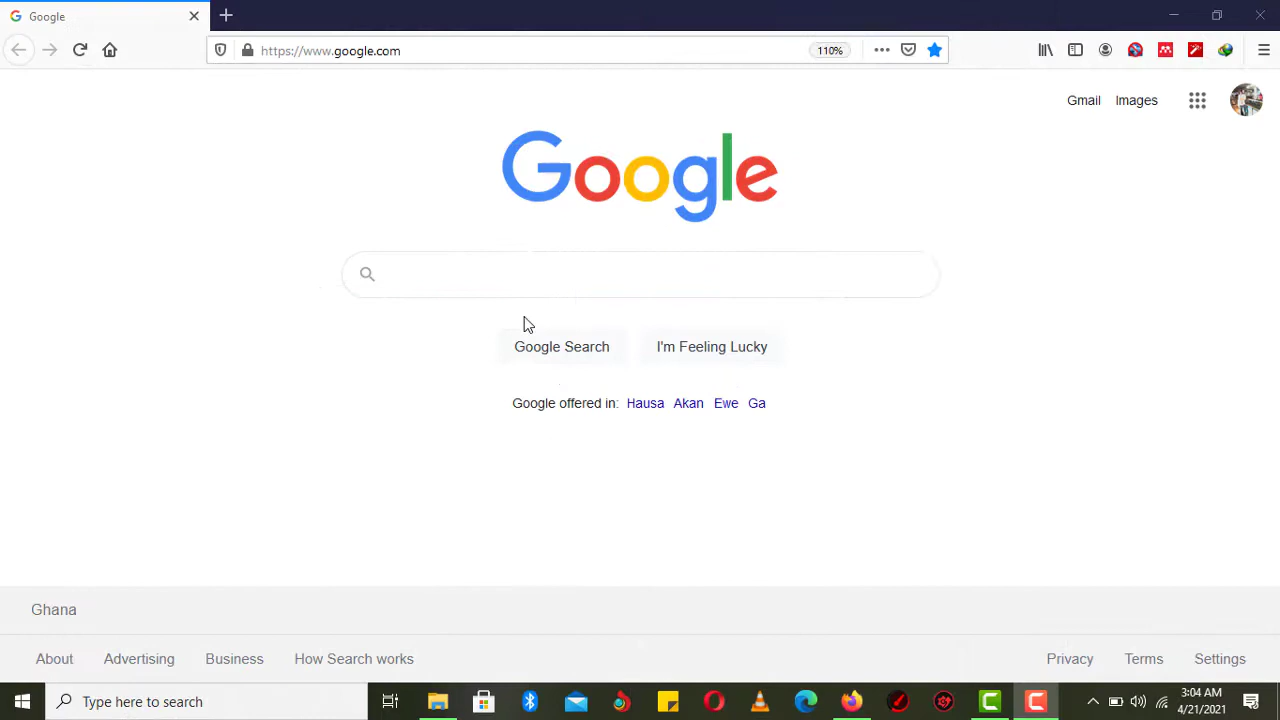 Google
https://www.google.com
110%
Gmail Images
Google
Google Search I'm Feeling Lucky
Google offered in: Hausa Akan Ewe Ga
Ghana
About Advertising Business How Search works Privacy Terms Settings
Type here to search
3:04 AM
4/21/2021